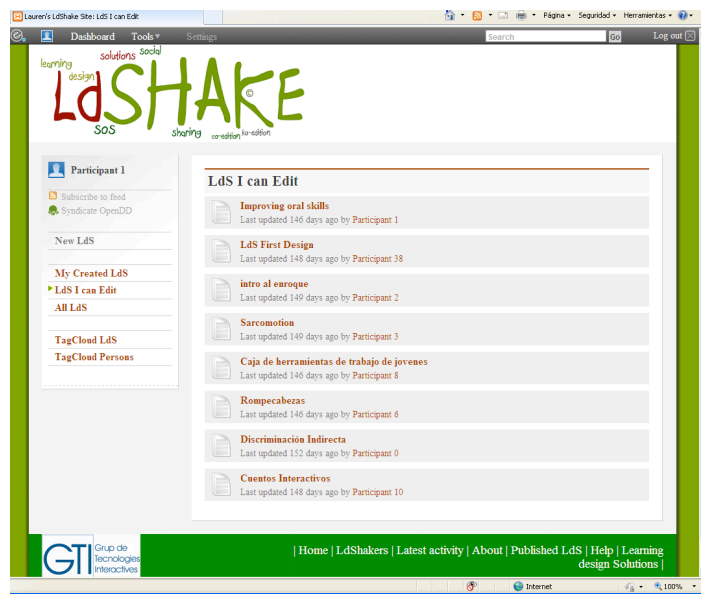 Lauren's LdShake Site: LdS I can Edit
Página Seguridad Herramientas
Dashboard Tools Settings Search Go Log out
learning solutions social
design
LdSHAKE
©
SOS sharing co-edition ko-edition
Participant 1
Subscribe to feed
Syndicate OpenDD
New LdS
My Created LdS
LdS I can Edit
All LdS
TagCloud LdS
TagCloud Persons
LdS I can Edit
Improving oral skills
Last updated 146 days ago by Participant 1
LdS First Design
Last updated 148 days ago by Participant 38
intro al enroque
Last updated 149 days ago by Participant 2
Sarcomotion
Last updated 149 days ago by Participant 3
Caja de herramientas de trabajo de jovenes
Last updated 146 days ago by Participant 8
Rompecabezas
Last updated 146 days ago by Participant 6
Discriminación Indirecta
Last updated 152 days ago by Participant 0
Cuentos Interactivos
Last updated 148 days ago by Participant 10
GTI Grup de
Tecnologies
Interactives
| Home | LdShakers | Latest activity | About | Published LdS | Help | Learning
design Solutions |
Internet 100%